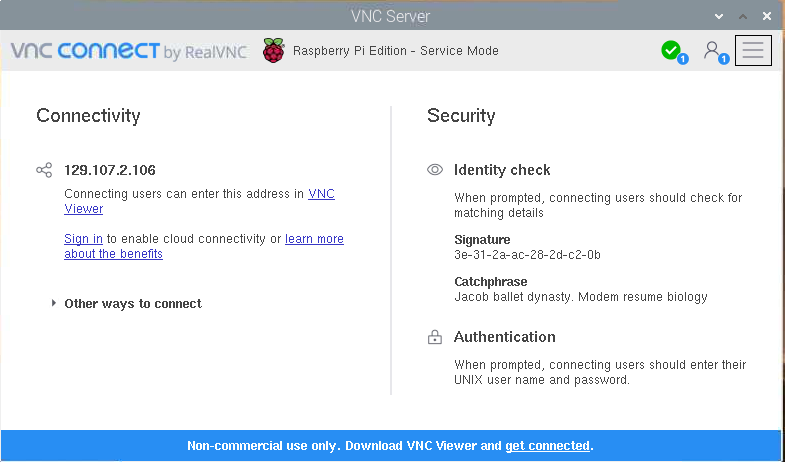 VNC Server
VNC CONNECT by RealVNC
Raspberry Pi Edition - Service Mode
1
1
Connectivity
129.107.2.106
Connecting users can enter this address in VNC
Viewer
Sign in to enable cloud connectivity or learn more
about the benefits
Other ways to connect
Security
Identity check
When prompted, connecting users should check for
matching details
Signature
3e-31-2a-ac-28-2d-c2-0b
Catchphrase
Jacob ballet dynasty. Modem resume biology
Authentication
When prompted, connecting users should enter their
UNIX user name and password.
Non-commercial use only. Download VNC Viewer and get connected.